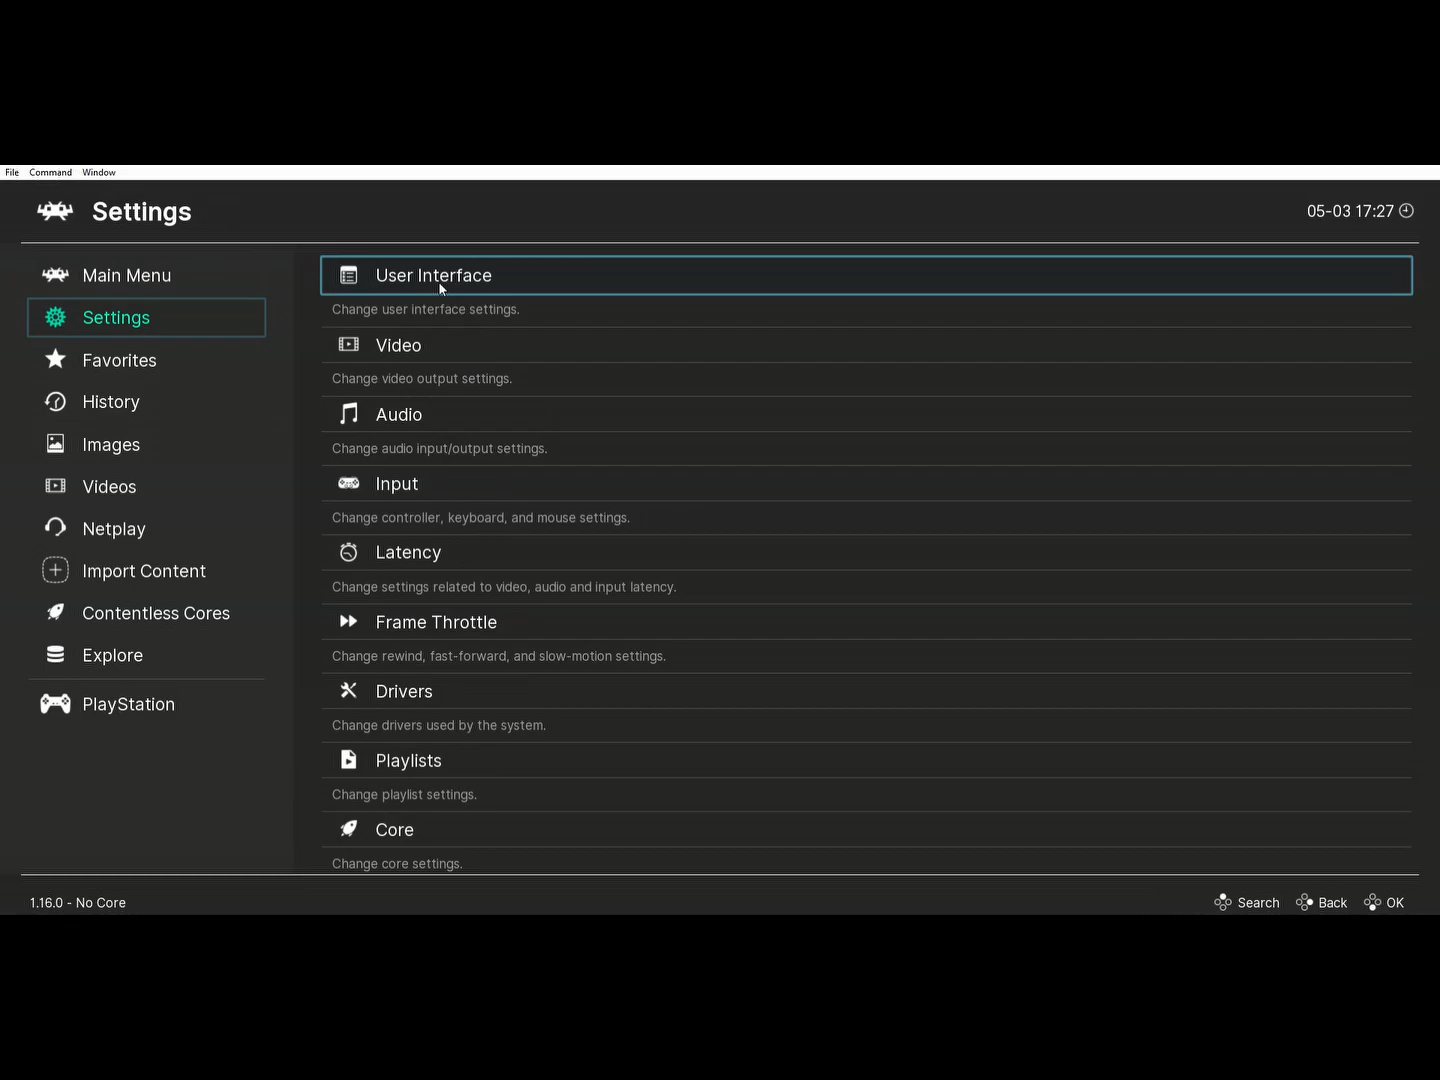 File Command Window
Settings
05-03 17:27
Main Menu
Settings
Favorites
History
Images
Videos
Netplay
Import Content
Contentless Cores
Explore
PlayStation
User Interface
Change user interface settings.
Video
Change video output settings.
Audio
Change audio input/output settings.
Input
Change controller, keyboard, and mouse settings.
Latency
Change settings related to video, audio and input latency.
Frame Throttle
Change rewind, fast-forward, and slow-motion settings.
Drivers
Change drivers used by the system.
Playlists
Change playlist settings.
Core
Change core settings.
1.16.0 - No Core
Search Back OK